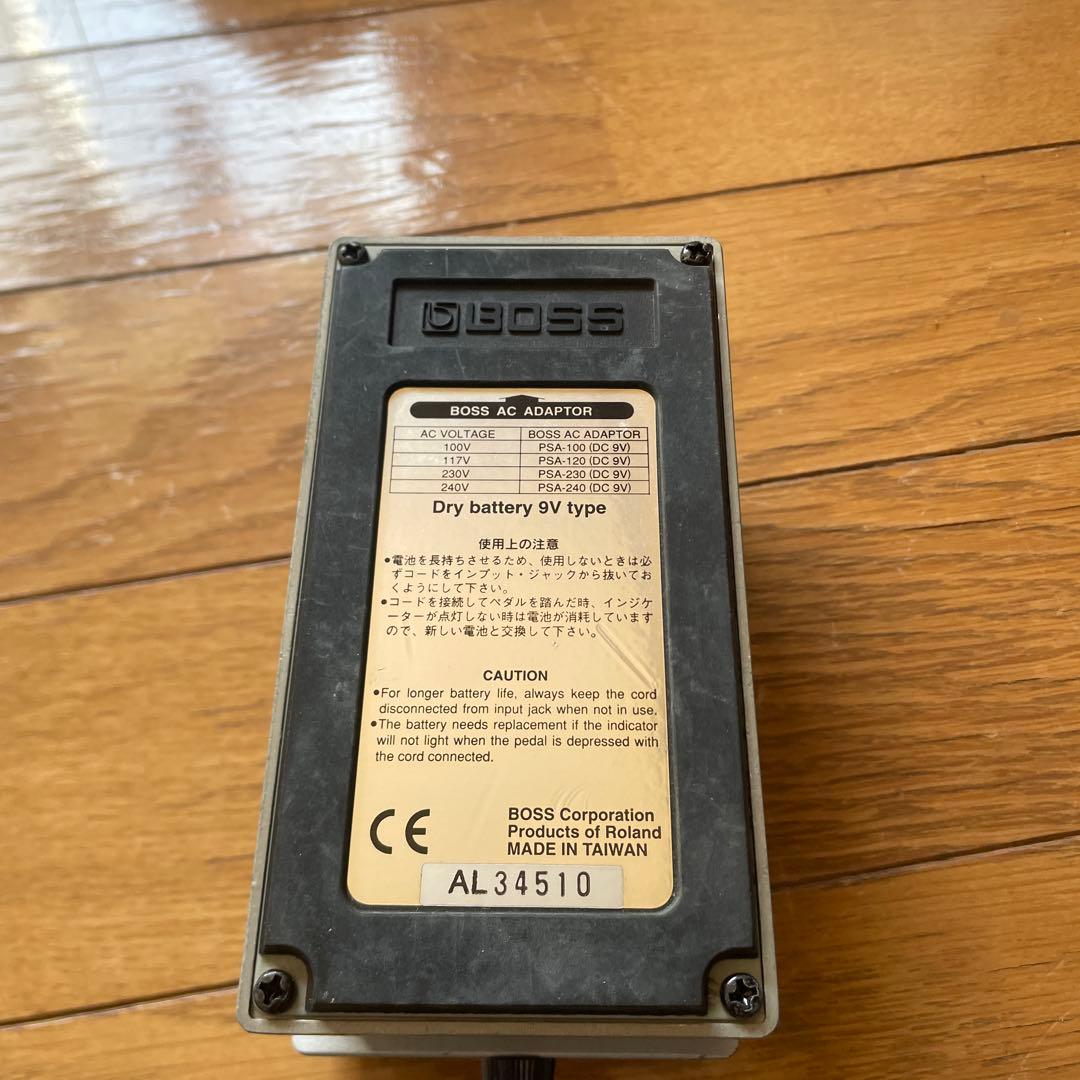 BOSS
BOSS AC ADAPTOR
AC VOLTAGE BOSS AC ADAPTOR
100V PSA-100 (DC 9V)
117V PSA-120 (DC 9V)
230V PSA-230 (DC 9V)
240V PSA-240 (DC 9V)
Dry battery 9V type
使用上の注意
●電池を長持ちさせるため、使用しないときは必
ずコードをインプット・ジャックから抜いてお
くようにして下さい。
●コードを接続してペダルを踏んだ時、インジケ
ーターが点灯しない時は電池が消耗しています
ので、新しい電池と交換して下さい。
CAUTION
●For longer battery life, always keep the cord
disconnected from input jack when not in use.
●The battery needs replacement if the indicator
will not light when the pedal is depressed with
the cord connected.
CE
BOSS Corporation
Products of Roland
MADE IN TAIWAN
AL34510